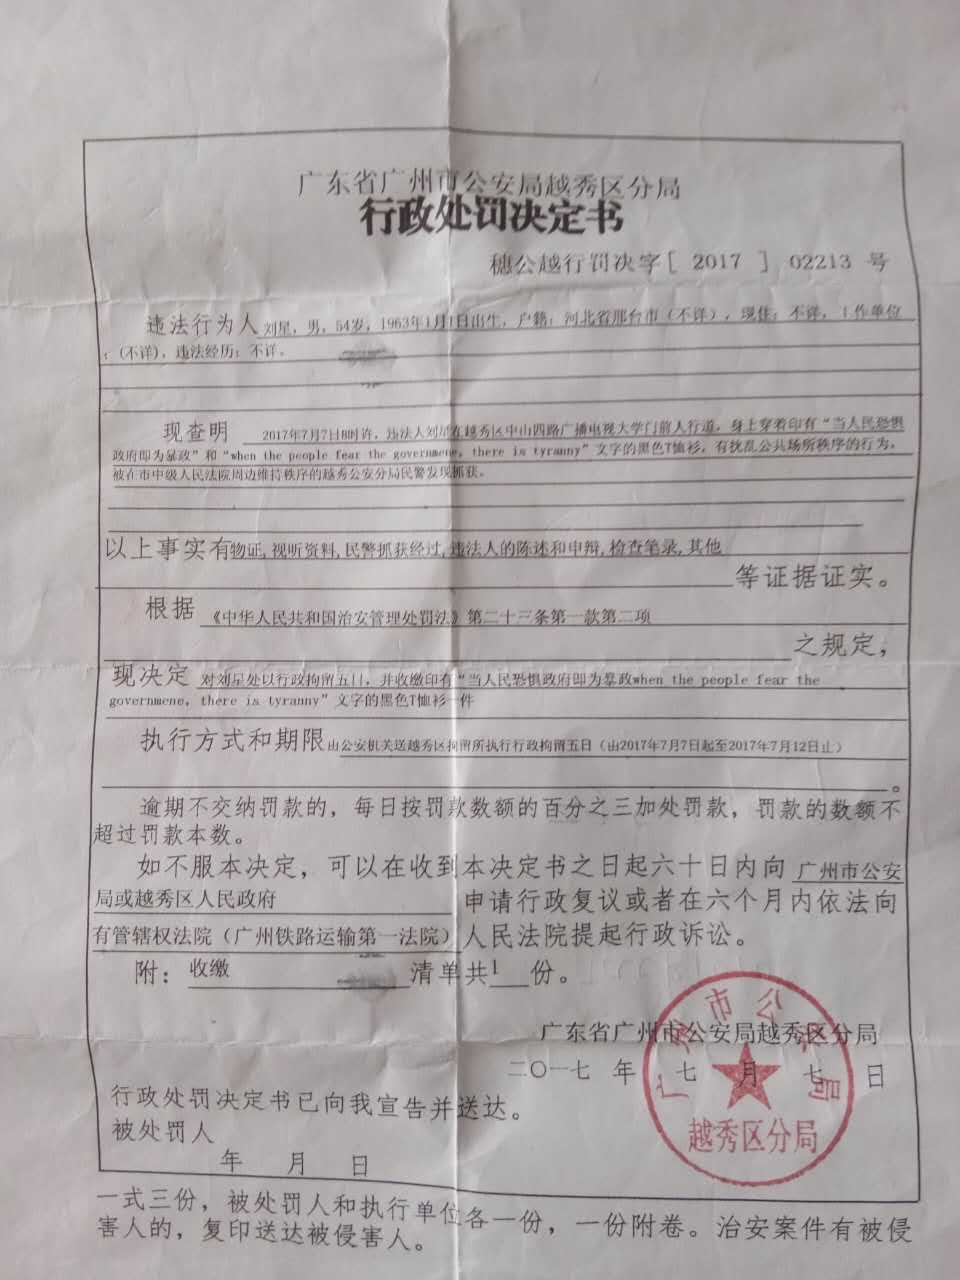 广东省广州市公安局越秀区分局
行政处罚决定书
穗公越行罚决字[ 2017 ] 02213 号
违法行为人 刘星，男，54岁，1963年1月1日出生，户籍：河北省邢台市（不详），现住：不详，工作单位
：(不详)，违法经历：不详。
现查明 2017年7月7日8时许，违法人刘星在越秀区中山四路广播电视大学门前人行道，身上穿着印有“当人民恐惧
政府即为暴政”和“when the people fear the governmene, there is tyranny”文字的黑色T恤衫，有扰乱公共场所秩序的行为，
被在市中级人民法院周边维持秩序的越秀公安分局民警发现抓获。
以上事实有物证,视听资料,民警抓获经过,违法人的陈述和申辩,检查笔录,其他
等证据证实。
根据 《中华人民共和国治安管理处罚法》第二十三条第一款第二项
之规定，
现决定 对刘星处以行政拘留五日，并收缴印有“当人民恐惧政府即为暴政when the people fear the
governmene, there is tyranny”文字的黑色T恤衫一件
执行方式和期限 由公安机关送越秀区拘留所执行行政拘留五日（由2017年7月7日起至2017年7月12日止）
。
逾期不交纳罚款的，每日按罚款数额的百分之三加处罚款，罚款的数额不
超过罚款本数。
如不服本决定，可以在收到本决定书之日起六十日内向 广州市公安
局或越秀区人民政府 申请行政复议或者在六个月内依法向
有管辖权法院（广州铁路运输第一法院）人民法院提起行政诉讼。
附： 收缴 清单共1份。
广东省广州市公安局越秀区分局
二〇一七 年 七 月 七 日
广州市公安局
越秀区分局
行政处罚决定书已向我宣告并送达。
被处罚人
年 月 日
一式三份，被处罚人和执行单位各一份，一份附卷。治安案件有被侵
害人的，复印送达被侵害人。